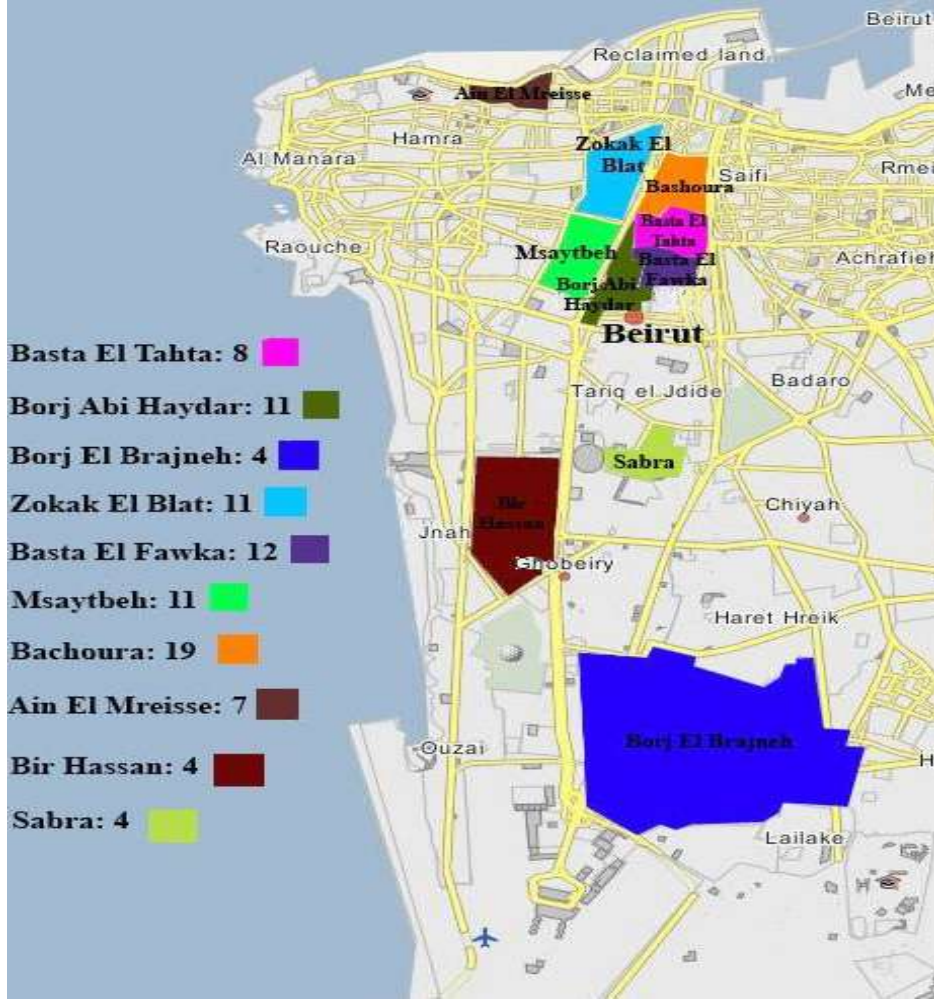 Beirut
Reclaimed land
Ain El Mreisse
Hamra
Zokak El
Blat
Al Manara
Saifi
Rmei
Bashoura
Raouche
Basta El
Tahta
Msaytbeh
Basta El
Fawka
Achrafieh
Borj Abi
Haydar
Beirut
Basta El Tahta: 8
Tariq el Jdide
Badaro
Borj Abi Haydar: 11
Borj El Brajneh: 4
Sabra
Zokak El Blat: 11
Bir
Hassan
Chiyah
Jnah
Basta El Fawka: 12
Ghobeiry
Msaytbeh: 11
Haret Hreik
Bachoura: 19
Ain El Mreisse: 7
Borj El Brajneh
Ouzai
Bir Hassan: 4
Sabra: 4
Lailake